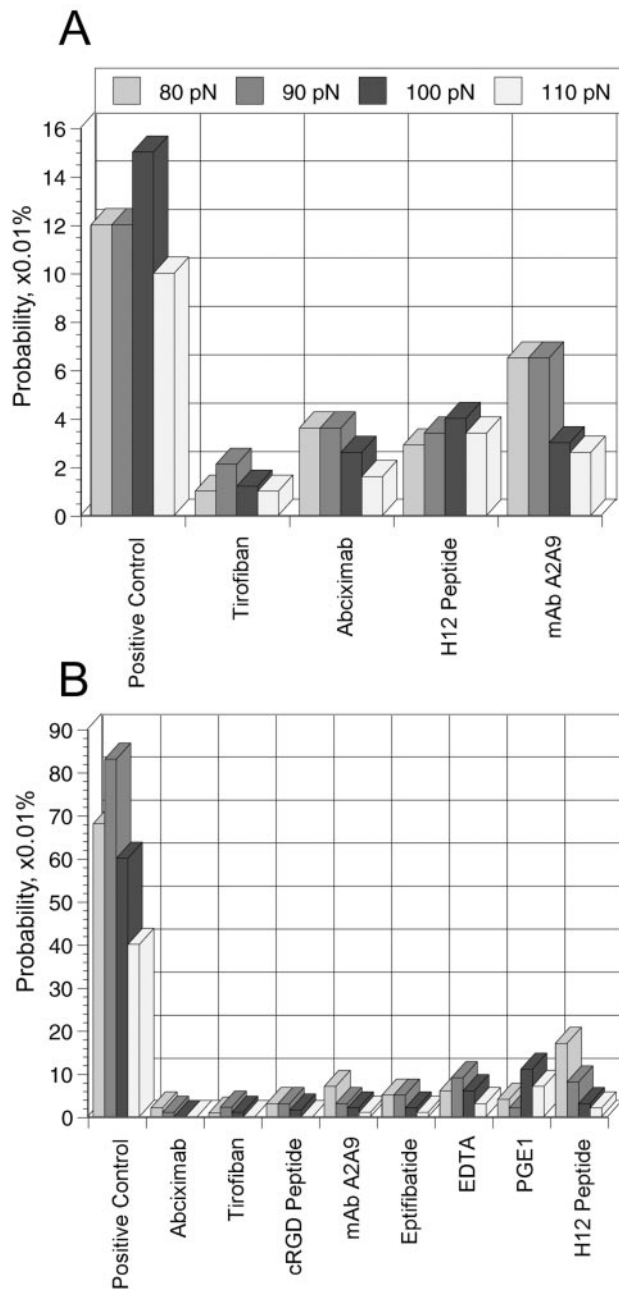 A
80 pN 90 pN 100 pN 110 pN
Probability, x0.01%
16
14
12
10
8
6
4
2
0
Positive Control
Tirofiban
Abciximab
H12 Peptide
mAb A2A9
B
Probability, x0.01%
90
80
70
60
50
40
30
20
10
0
Positive Control
Abciximab
Tirofiban
cRGD Peptide
mAb A2A9
Eptifibatide
EDTA
PGE1
H12 Peptide